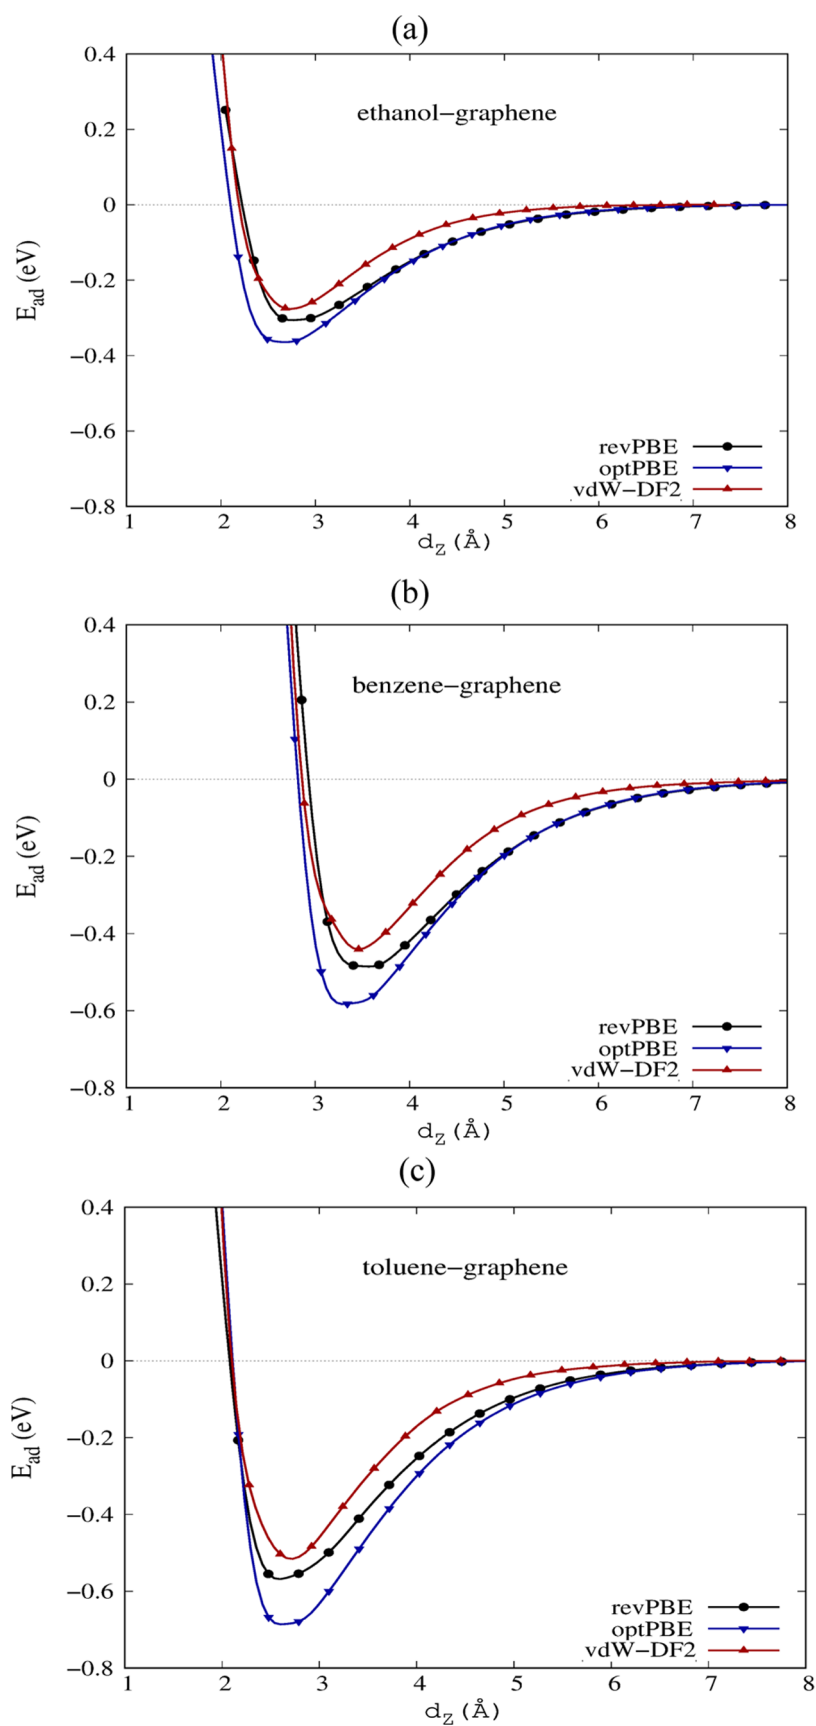 (a)
0.4
ethanol−graphene
0.2
0
−0.2
−0.4
−0.6
−0.8
E_ad (eV)
revPBE
optPBE
vdW−DF2
1 2 3 4 5 6 7 8
d_Z (Å)
(b)
0.4
benzene−graphene
0.2
0
−0.2
−0.4
−0.6
−0.8
E_ad (eV)
revPBE
optPBE
vdW−DF2
1 2 3 4 5 6 7 8
d_Z (Å)
(c)
0.4
toluene−graphene
0.2
0
−0.2
−0.4
−0.6
−0.8
E_ad (eV)
revPBE
optPBE
vdW−DF2
1 2 3 4 5 6 7 8
d_Z (Å)